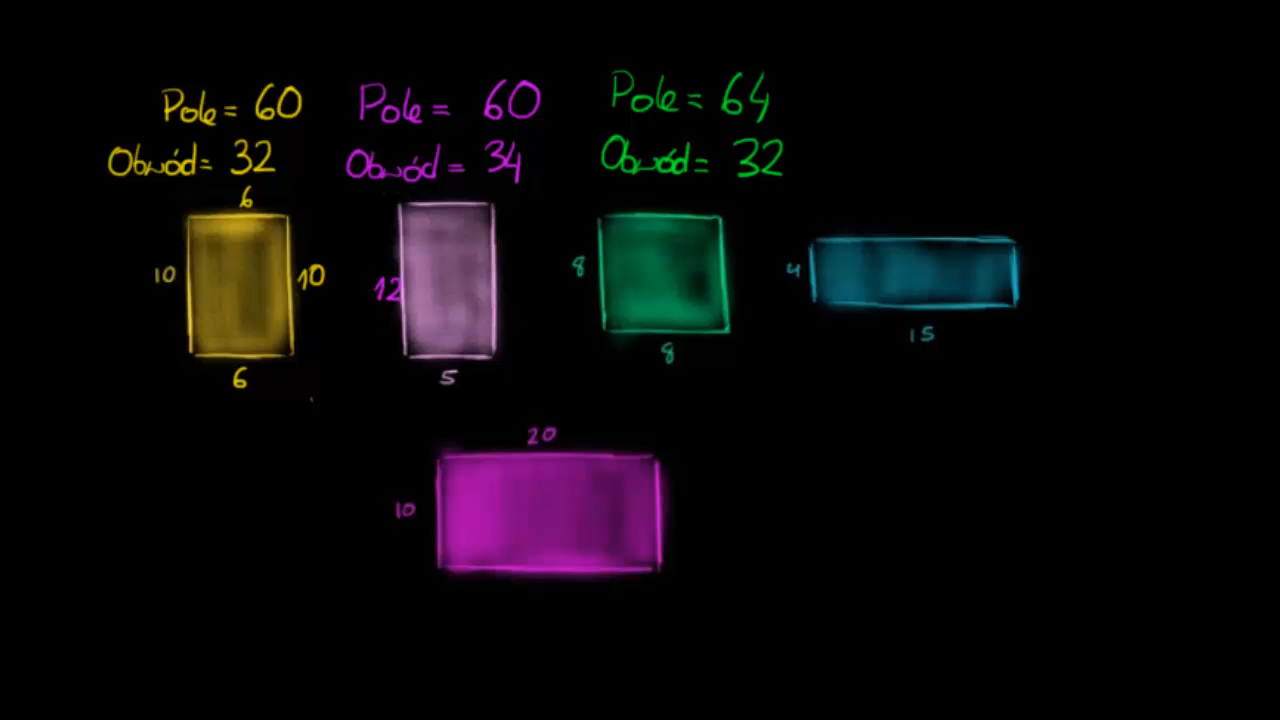 Pole = 60
Obwód = 32
6
10
10
6
Pole = 60
Obwód = 34
12
5
Pole = 64
Obwód = 32
8
8
4
15
20
10